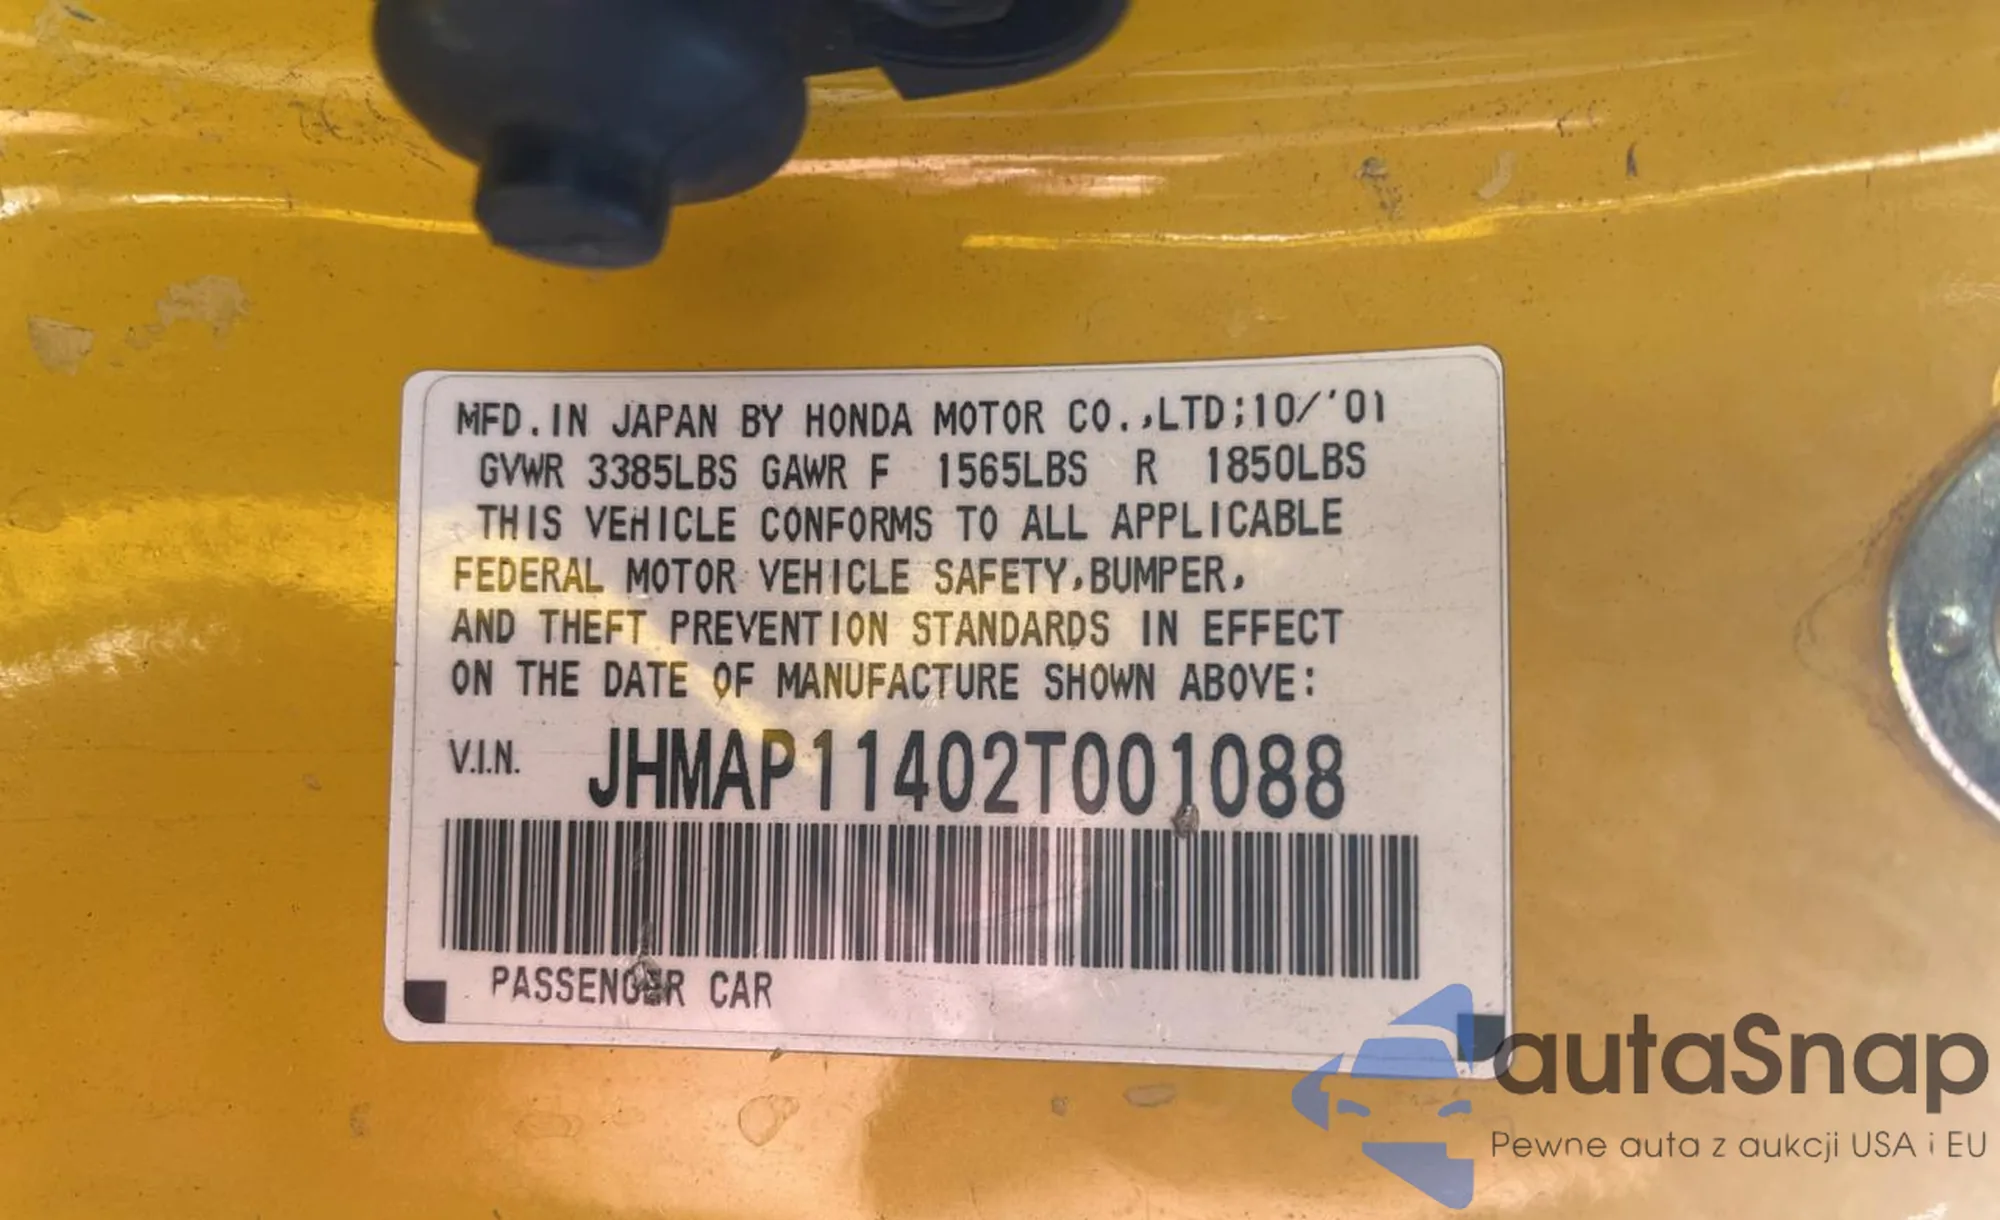 MFD. IN JAPAN BY HONDA MOTOR CO.,LTD;10/'01
GVWR 3385LBS GAWR F 1565LBS R 1850LBS
THIS VEHICLE CONFORMS TO ALL APPLICABLE
FEDERAL MOTOR VEHICLE SAFETY,BUMPER,
AND THEFT PREVENTION STANDARDS IN EFFECT
ON THE DATE OF MANUFACTURE SHOWN ABOVE:
V.I.N. JHMAP11402T001088
PASSENGER CAR
autaSnap
Pewne auta z aukcji USA i EU